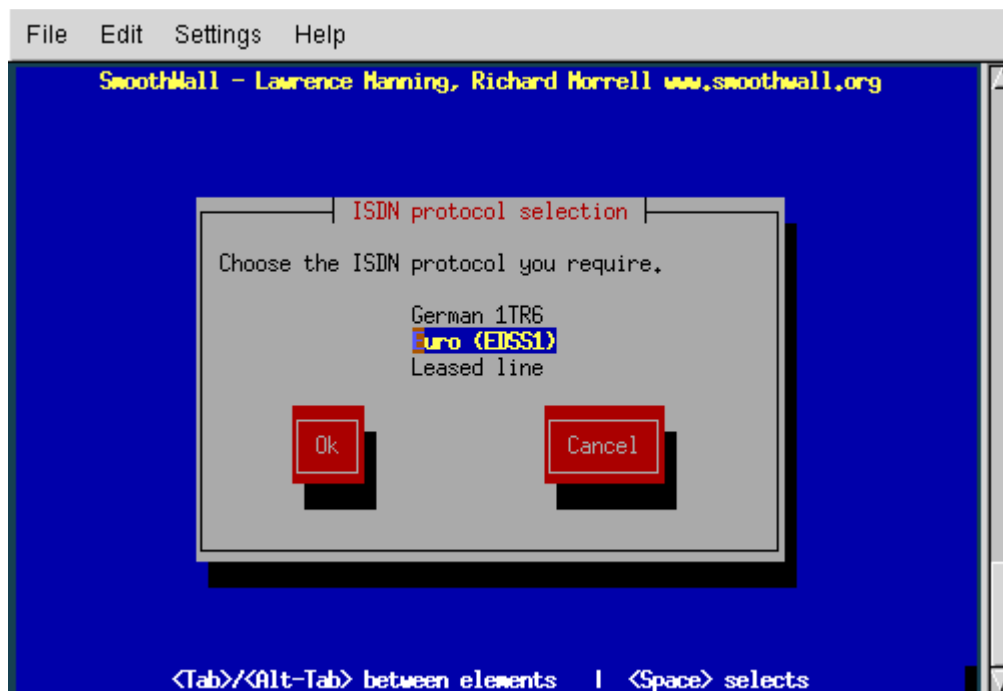 File Edit Settings Help
SmoothWall - Lawrence Manning, Richard Morrell www.smoothwall.org
ISDN protocol selection
Choose the ISDN protocol you require.
German 1TR6
Euro (EDSS1)
Leased line
Ok Cancel
<Tab>/<Alt-Tab> between elements | <Space> selects